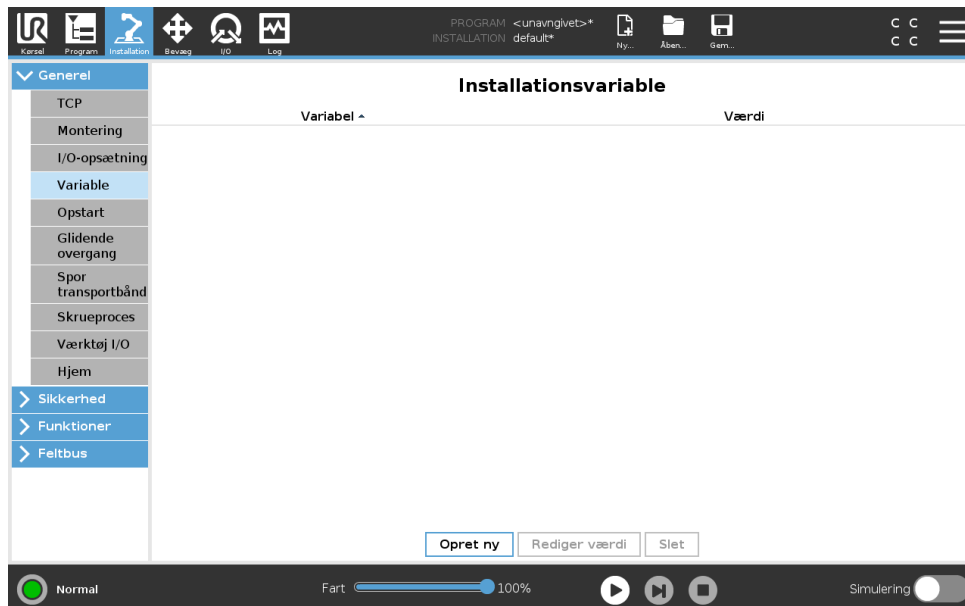 UR
PROGRAM <unavngivet>*
INSTALLATION default*
Kørsel Program Installation Bevæg I/O Log Ny... Åben... Gem...
C C
C C
Generel
TCP
Montering
I/O-opsætning
Variable
Opstart
Glidende
overgang
Spor
transportbånd
Skrueproces
Værktøj I/O
Hjem
Sikkerhed
Funktioner
Feltbus
Installationsvariable
Variabel Værdi
Opret ny Rediger værdi Slet
Normal Fart 100% Simulering